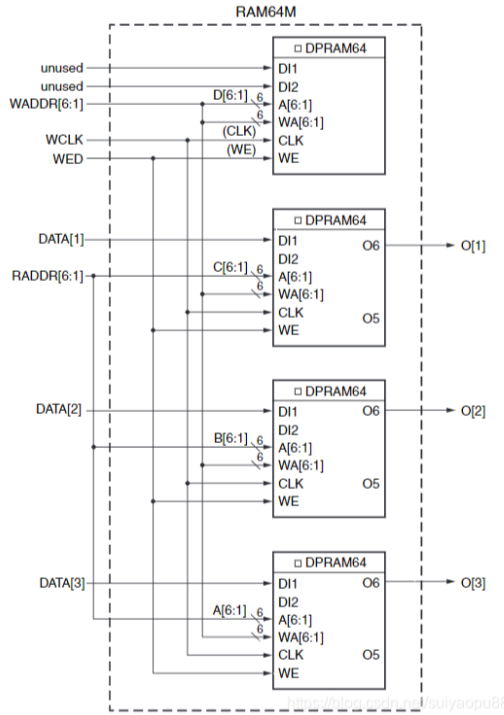 RAM64M
DPRAM64
unused DI1
unused D[6:1] 6 DI2
WADDR[6:1] 6 A[6:1]
WA[6:1]
WCLK (CLK) CLK
WED (WE) WE
DPRAM64
DATA[1] DI1 O6 O[1]
DI2
RADDR[6:1] C[6:1] 6 A[6:1]
6 WA[6:1]
CLK O5
WE
DPRAM64
DATA[2] DI1 O6 O[2]
DI2
B[6:1] 6 A[6:1]
6 WA[6:1]
CLK O5
WE
DPRAM64
DATA[3] DI1 O6 O[3]
DI2
A[6:1] 6 A[6:1]
6 WA[6:1]
CLK O5
WE
https://blog.csdn.net/suiyaopu88